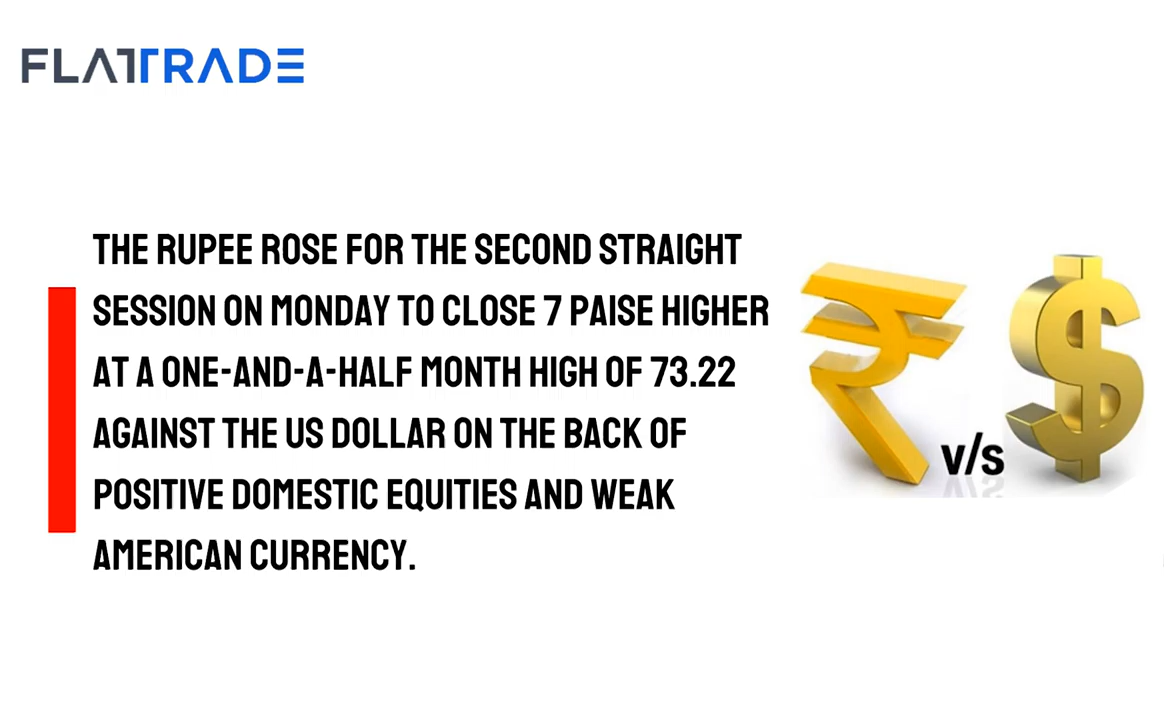 FLATTRADE
THE RUPEE ROSE FOR THE SECOND STRAIGHT
SESSION ON MONDAY TO CLOSE 7 PAISE HIGHER
AT A ONE-AND-A-HALF MONTH HIGH OF 73.22
AGAINST THE US DOLLAR ON THE BACK OF
POSITIVE DOMESTIC EQUITIES AND WEAK
AMERICAN CURRENCY.
₹ v/s $